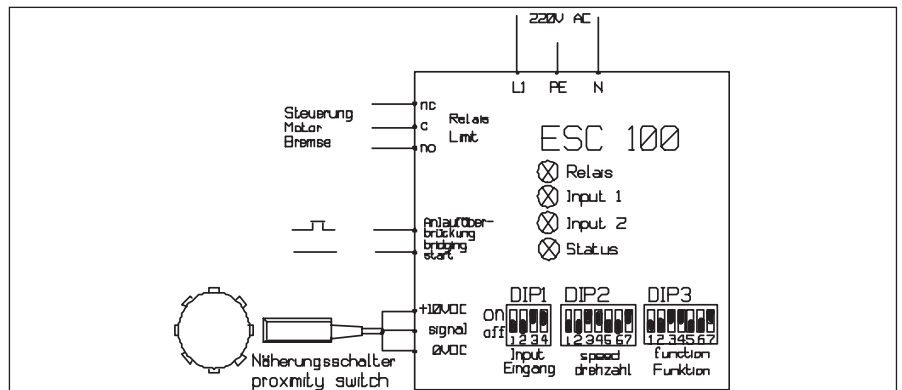 220V AC
L1 PE N
Steuerung
Motor
Bremse
nc
c
no
Relais
Limit
ESC 100
Relais
Input 1
Input 2
Status
Anlaufüber-
brückung
bridging
start
+10VDC
signal
0VDC
Näherungsschalter
proximity switch
on
off
DIP1 DIP2 DIP3
1 2 3 4 1 2 3 4 5 6 7 1 2 3 4 5 6 7
Input speed function
Eingang drehzahl Funktion